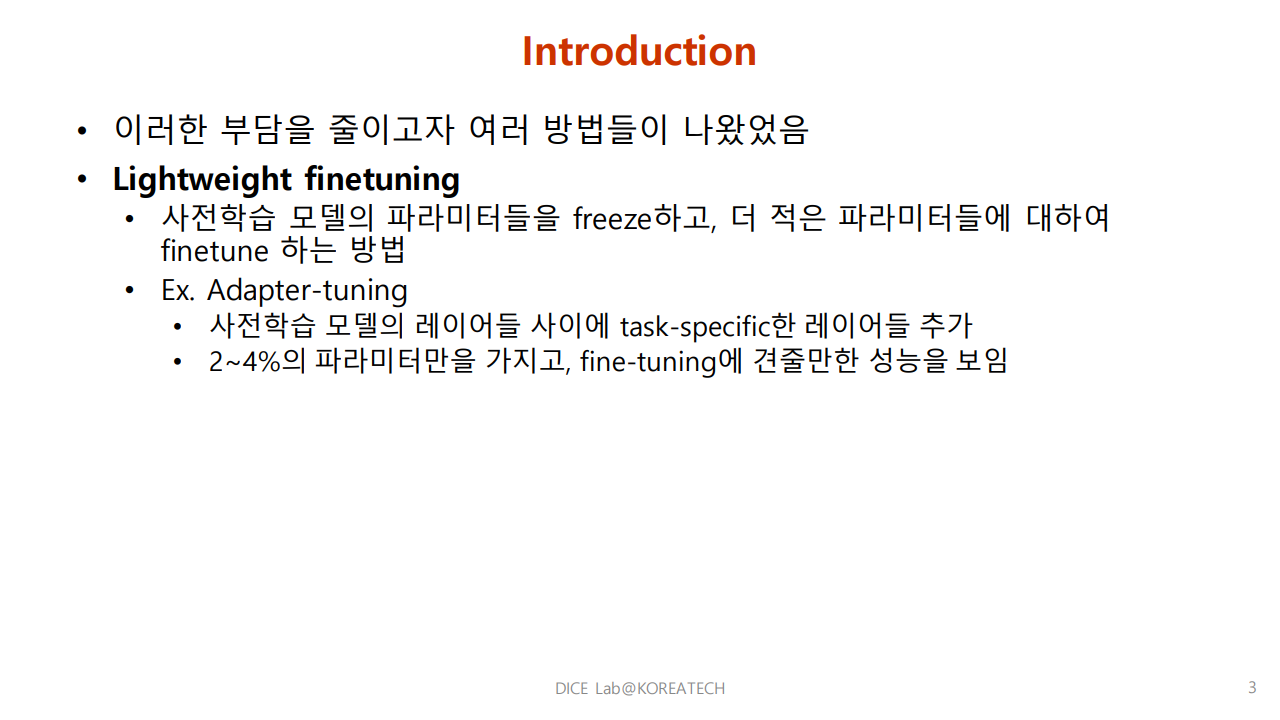 Introduction
• 이러한 부담을 줄이고자 여러 방법들이 나왔었음
• Lightweight finetuning
• 사전학습 모델의 파라미터들을 freeze하고, 더 적은 파라미터들에 대하여
finetune 하는 방법
• Ex. Adapter-tuning
• 사전학습 모델의 레이어들 사이에 task-specific한 레이어들 추가
• 2~4%의 파라미터만을 가지고, fine-tuning에 견줄만한 성능을 보임
DICE Lab@KOREATECH
3